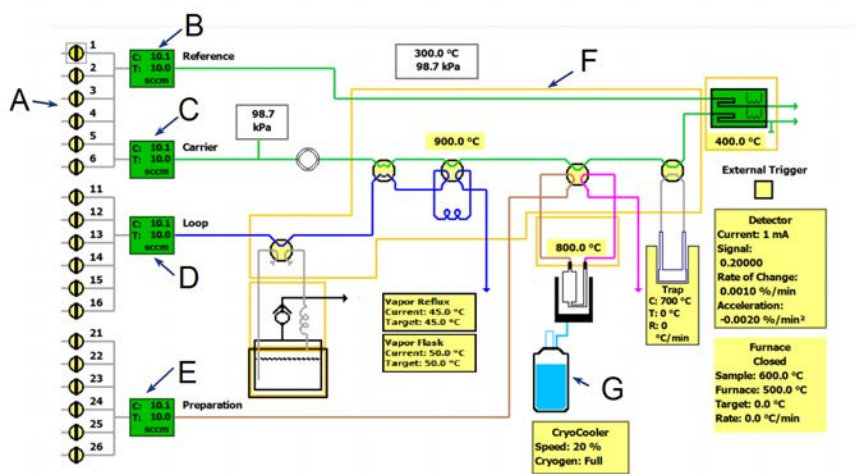 A
1
2
3
4
5
6
B
C: 10.1
T: 10.0
sccm
Reference
C
C: 10.1
T: 10.0
sccm
Carrier
98.7
kPa
300.0 °C
98.7 kPa
F
900.0 °C
400.0 °C
External Trigger
11
12
13
14
15
16
C: 10.1
T: 10.0
sccm
Loop
D
800.0 °C
Detector
Current: 1 mA
Signal:
0.20000
Rate of Change:
0.0010 %/min
Acceleration:
-0.0020 %/min²
Trap
C: 700 °C
T: 0 °C
R: 0
°C/min
Vapor Reflux
Current: 45.0 °C
Target: 45.0 °C
Vapor Flask
Current: 50.0 °C
Target: 50.0 °C
21
22
23
24
25
26
E
C: 10.1
T: 10.0
sccm
Preparation
G
CryoCooler
Speed: 20 %
Cryogen: Full
Furnace
Closed
Sample: 600.0 °C
Furnace: 500.0 °C
Target: 0.0 °C
Rate: 0.0 °C/min